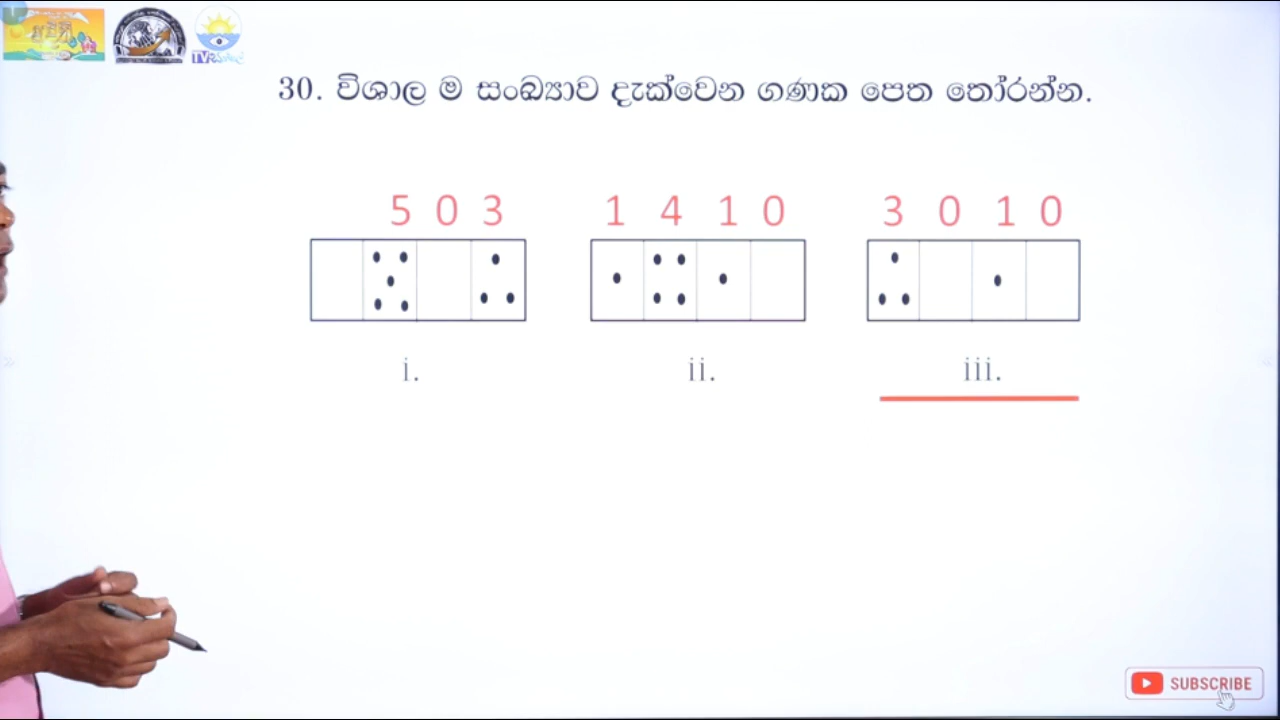 30. විශාල ම සංඛ්‍යාව දැක්වෙන ගණක පෙත තෝරන්න.
5 0 3 1 4 1 0 3 0 1 0
i. ii. iii.
SUBSCRIBE